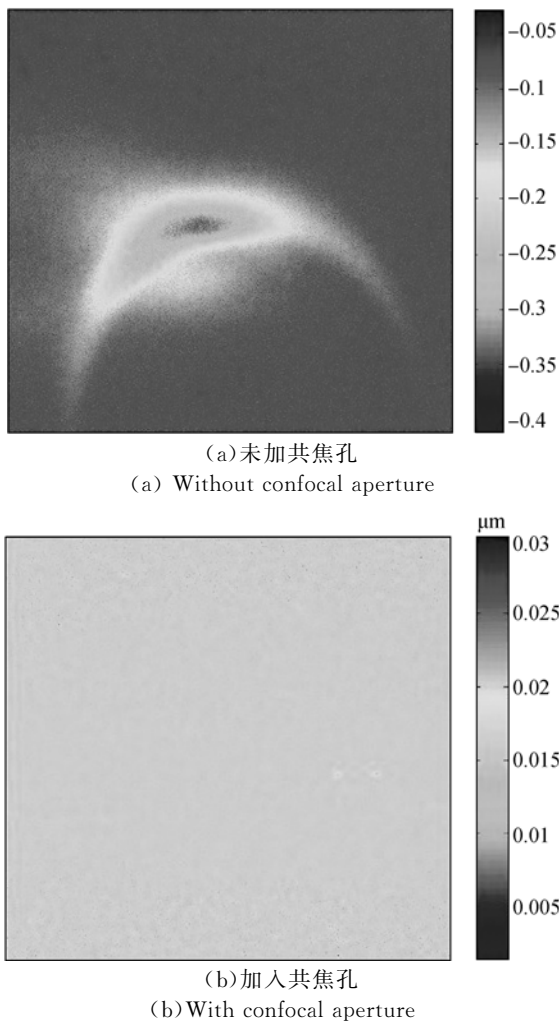 -0.05
-0.1
-0.15
-0.2
-0.25
-0.3
-0.35
-0.4
(a)未加共焦孔
(a) Without confocal aperture
μm
0.03
0.025
0.02
0.015
0.01
0.005
(b)加入共焦孔
(b)With confocal aperture